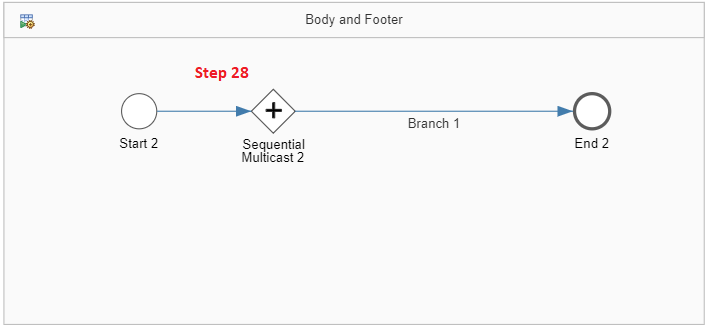 Body and Footer
Step 28
Branch 1
Start 2
Sequential
Multicast 2
End 2